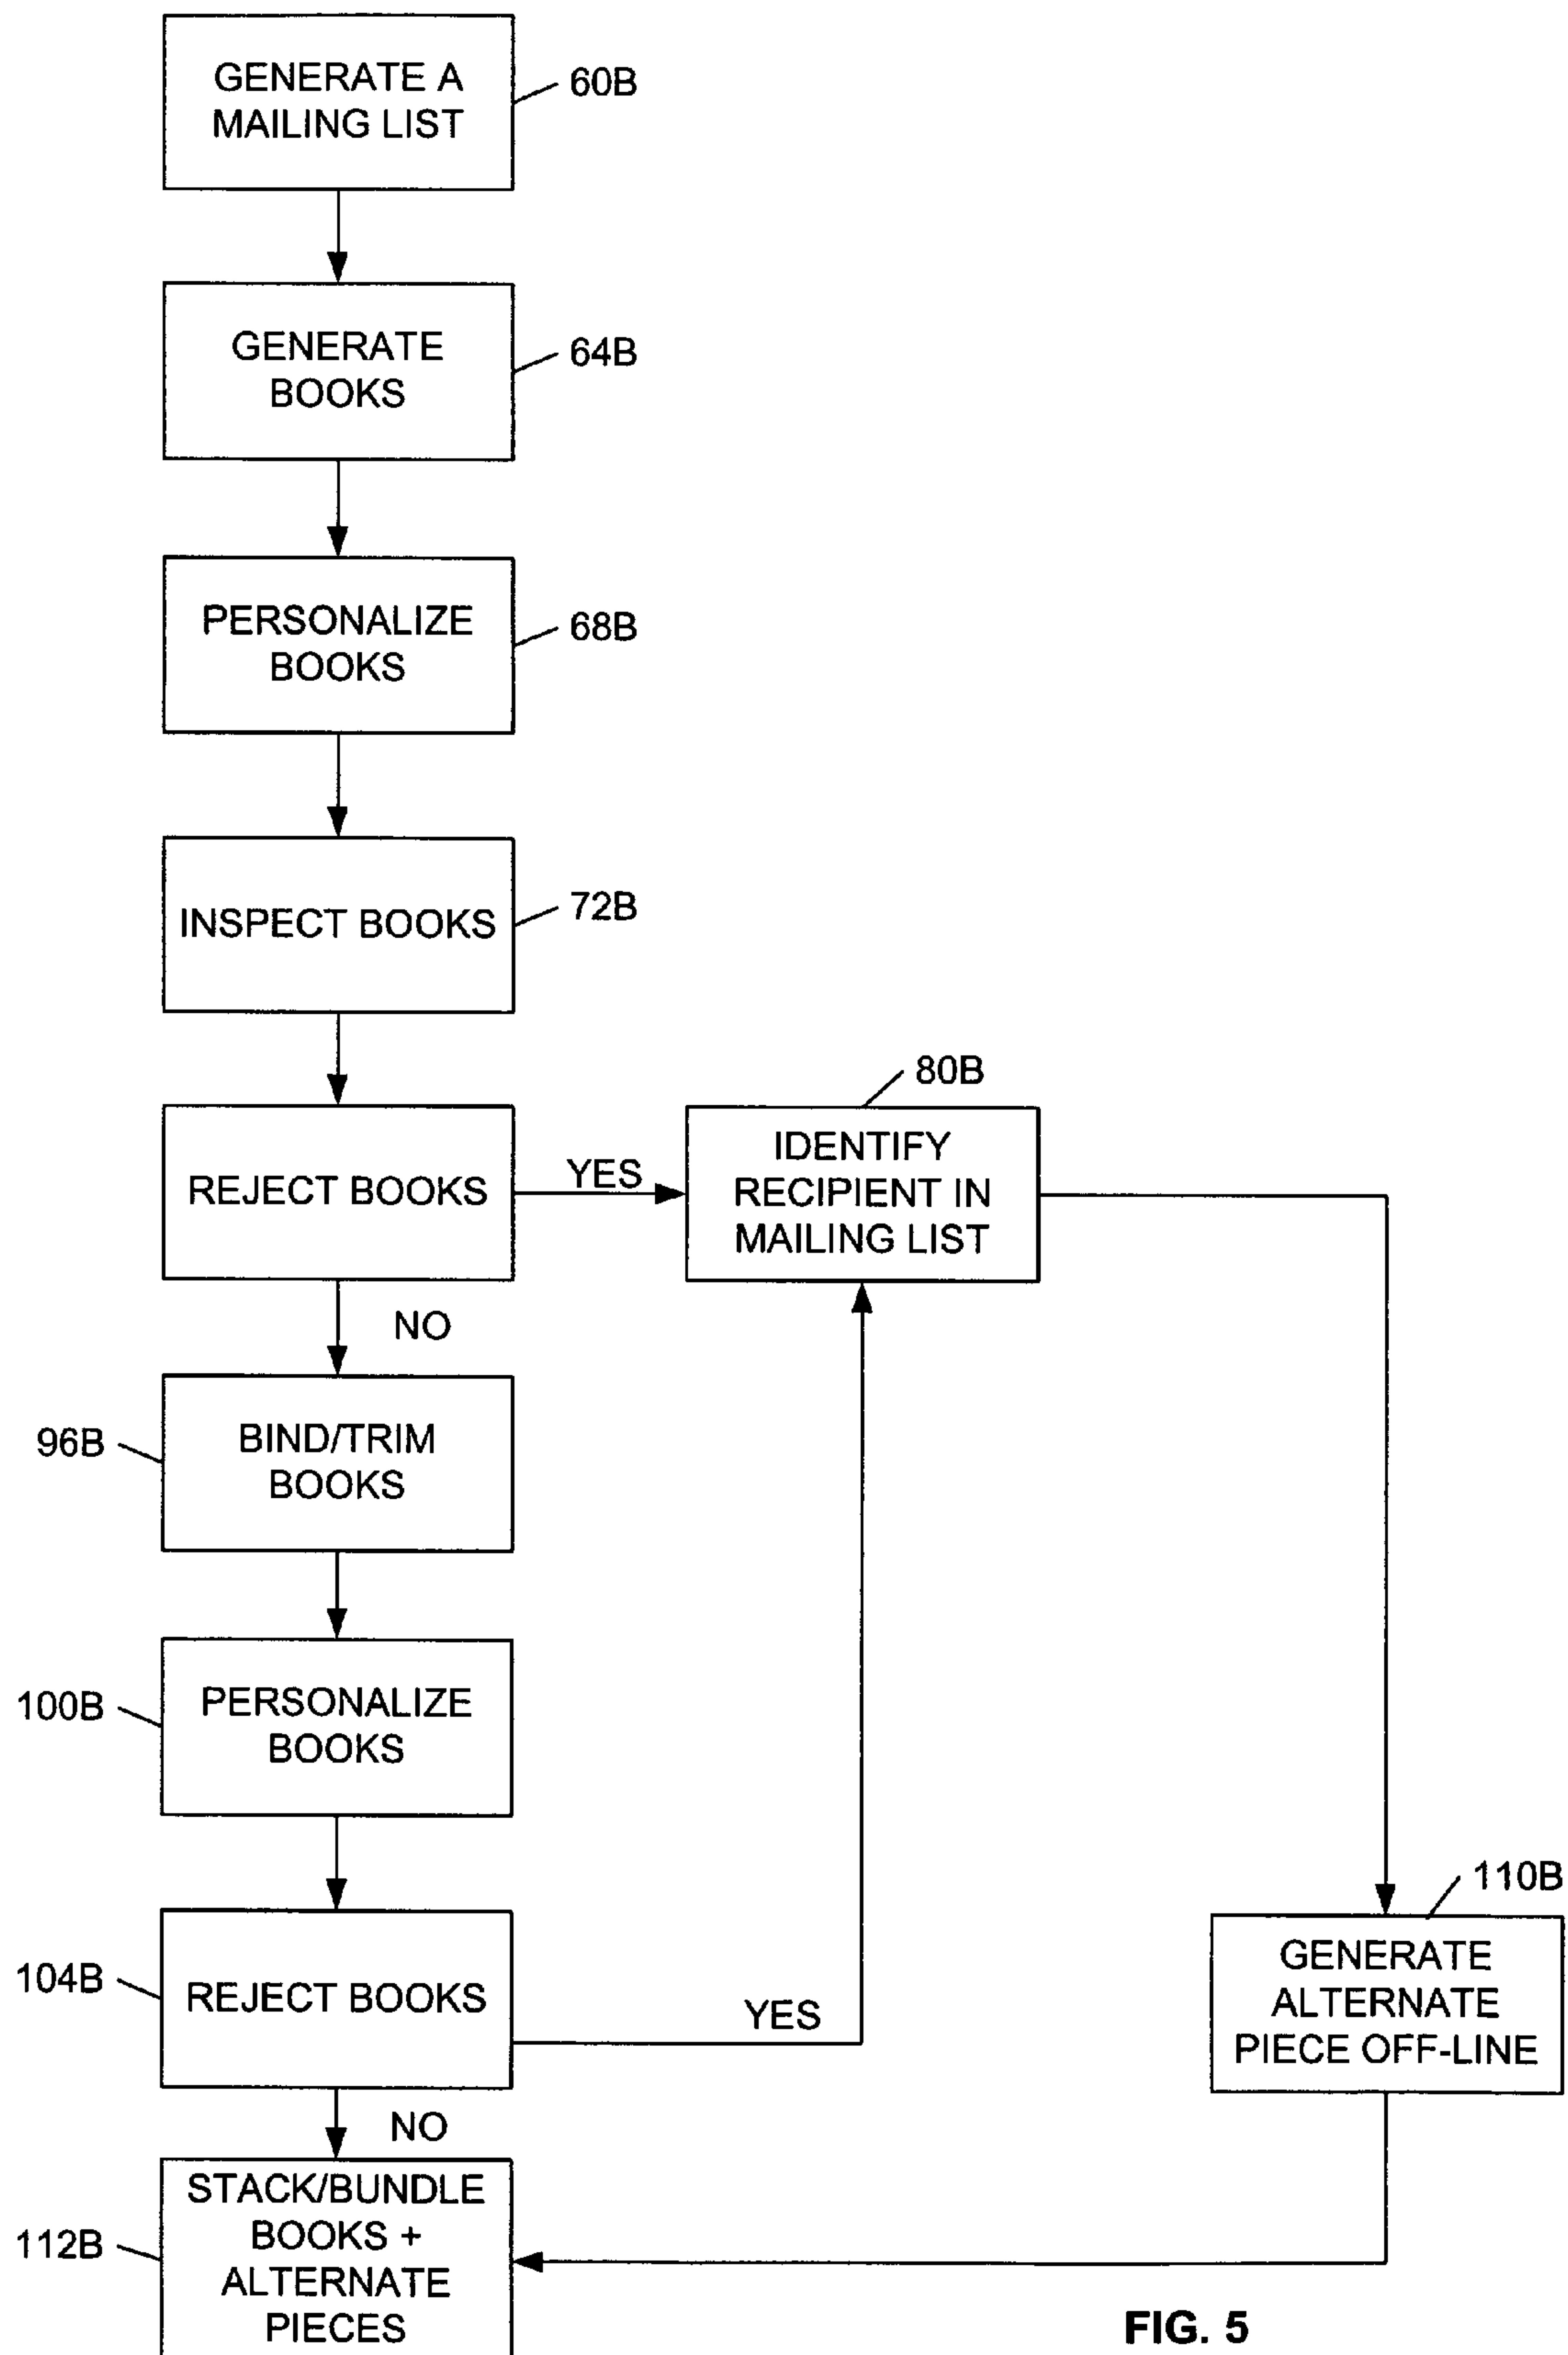 GENERATE A
MAILING LIST
60B
GENERATE
BOOKS
64B
PERSONALIZE
BOOKS
68B
INSPECT BOOKS
72B
REJECT BOOKS
YES
80B
IDENTIFY
RECIPIENT IN
MAILING LIST
NO
96B
BIND/TRIM
BOOKS
100B
PERSONALIZE
BOOKS
104B
REJECT BOOKS
YES
110B
GENERATE
ALTERNATE
PIECE OFF-LINE
NO
112B
STACK/BUNDLE
BOOKS +
ALTERNATE
PIECES
FIG. 5